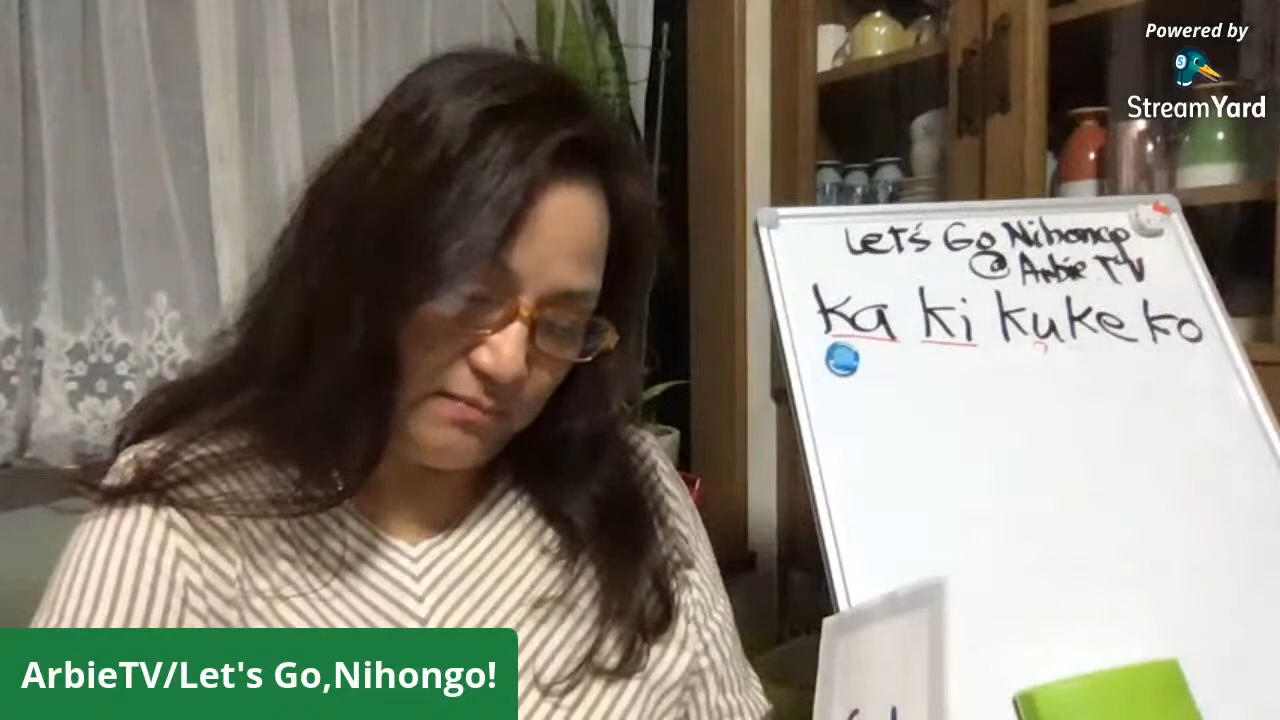 Powered by
StreamYard
Let's Go Nihongo
@ Arbie TV
ka ki ku ke ko
ArbieTV/Let's Go,Nihongo!